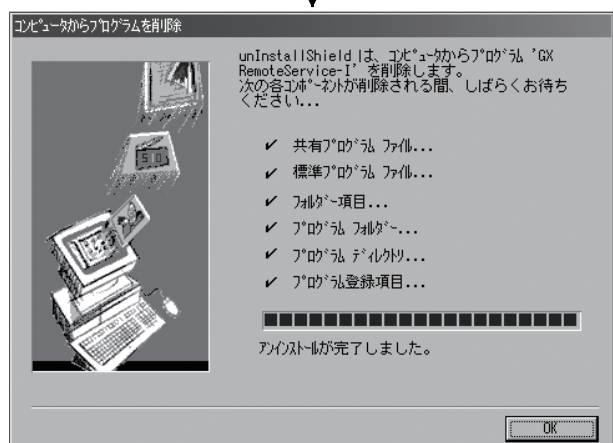 コンピュータからプログラムを削除
unInstallShield は、コンピュータからプログラム 'GX
RemoteService-I' を削除します。
次の各コンポーネントが削除される間、しばらくお待ち
ください...
✔ 共有プログラム ファイル...
✔ 標準プログラム ファイル...
✔ フォルダー項目...
✔ プログラム フォルダー...
✔ プログラム ディレクトリ...
✔ プログラム登録項目...
アンインストールが完了しました。
OK